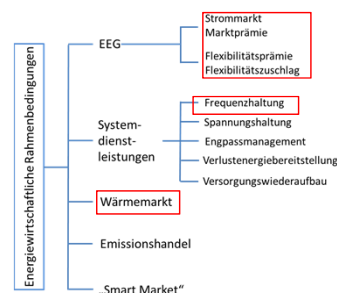 Energiewirtschaftliche Rahmenbedingungen
EEG
Strommarkt
Marktprämie
Flexibilitätsprämie
Flexibilitätszuschlag
System-
dienst-
leistungen
Frequenzhaltung
Spannungshaltung
Engpassmanagement
Verlustenergiebereitstellung
Versorgungswiederaufbau
Wärmemarkt
Emissionshandel
„Smart Market“